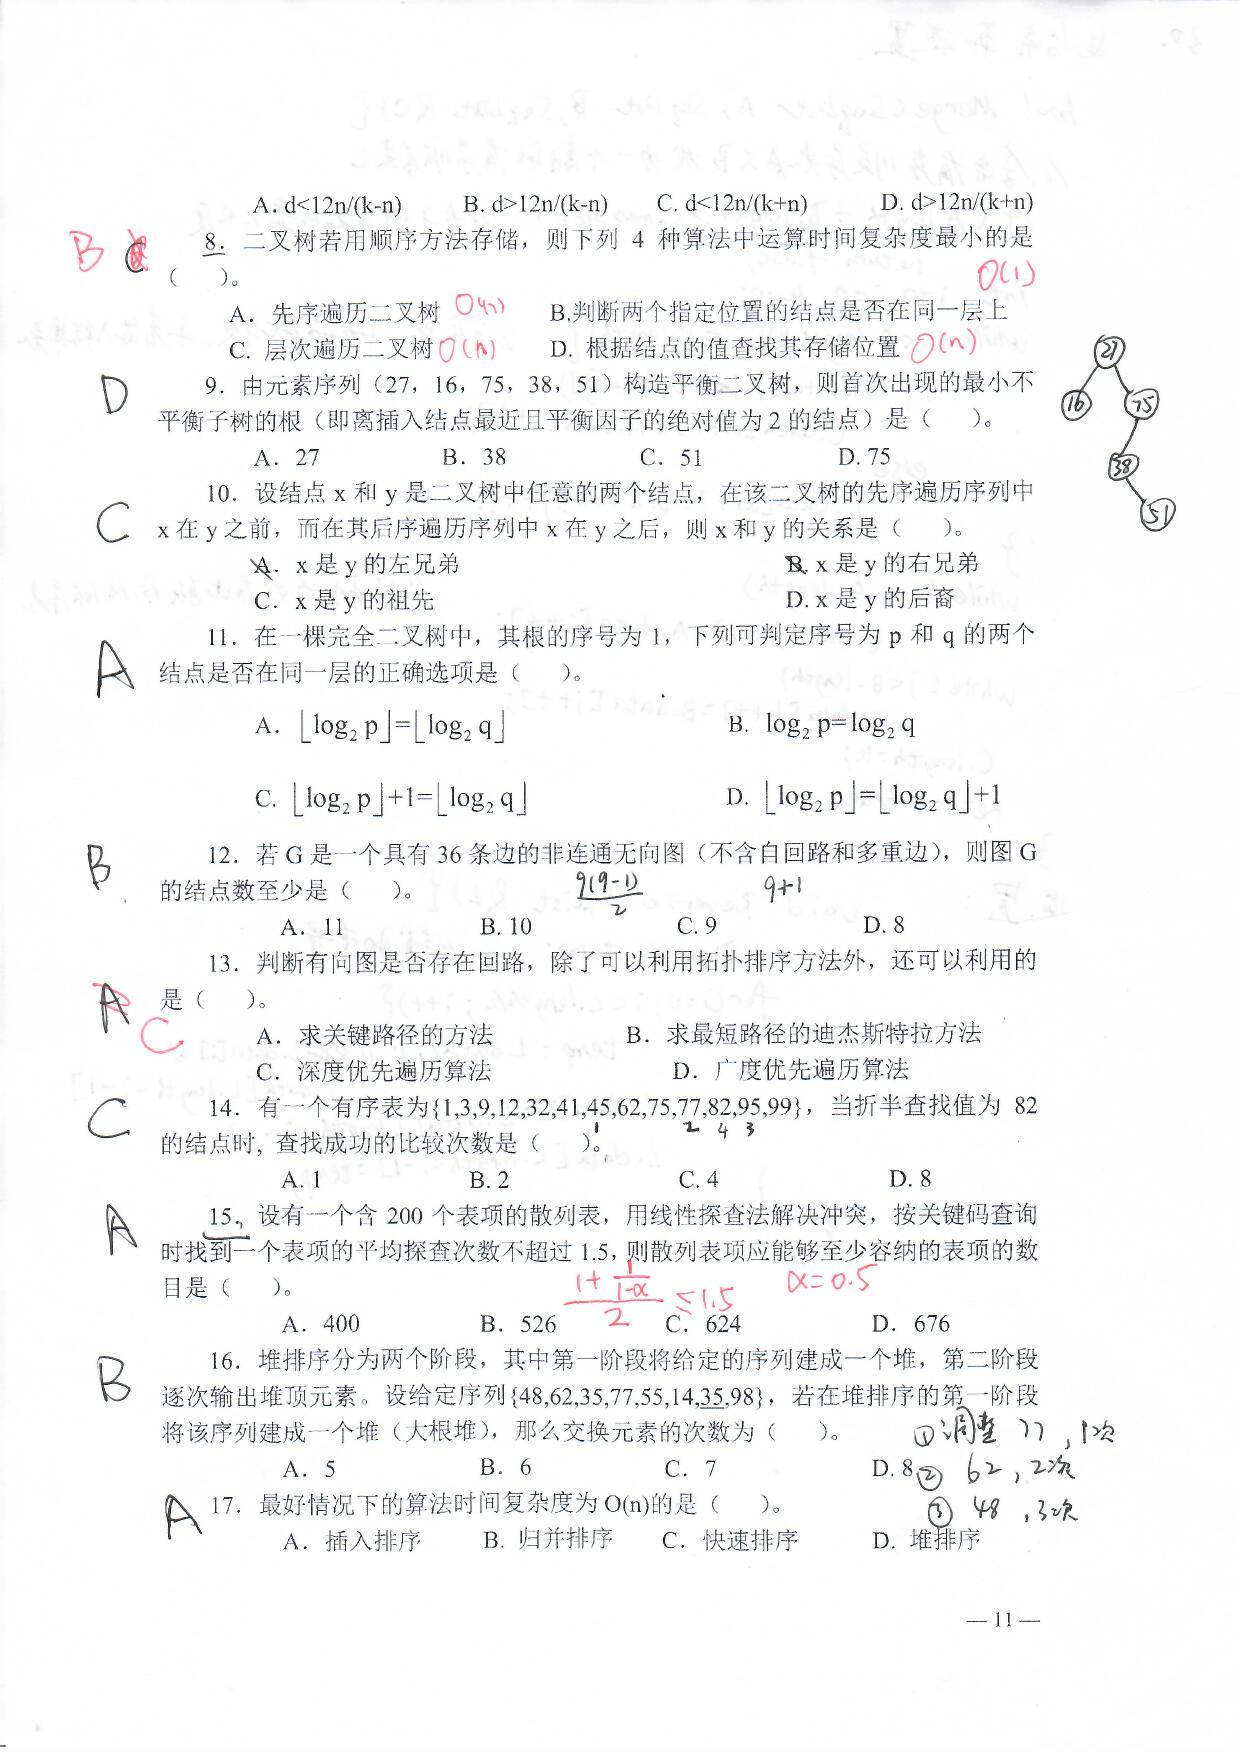 A. d<12n/(k-n) B. d>12n/(k-n) C. d<12n/(k+n) D. d>12n/(k+n)
B 8. 二叉树若用顺序方法存储，则下列 4 种算法中运算时间复杂度最小的是
( )。 O(1)
A. 先序遍历二叉树 O(n) B.判断两个指定位置的结点是否在同一层上
C. 层次遍历二叉树 O(n) D. 根据结点的值查找其存储位置 O(n)
27
16 75
38
51
D 9. 由元素序列（27，16，75，38，51）构造平衡二叉树，则首次出现的最小不
平衡子树的根（即离插入结点最近且平衡因子的绝对值为 2 的结点）是（ ）。
A. 27 B. 38 C. 51 D. 75
C 10. 设结点 x 和 y 是二叉树中任意的两个结点，在该二叉树的先序遍历序列中
x 在 y 之前，而在其后序遍历序列中 x 在 y 之后，则 x 和 y 的关系是（ ）。
A. x 是 y 的左兄弟 B. x 是 y 的右兄弟
C. x 是 y 的祖先 D. x 是 y 的后裔
A 11. 在一棵完全二叉树中，其根的序号为 1，下列可判定序号为 p 和 q 的两个
结点是否在同一层的正确选项是（ ）。
A. ⌊log₂ p⌋=⌊log₂ q⌋ B. log₂ p=log₂ q
C. ⌊log₂ p⌋+1=⌊log₂ q⌋ D. ⌊log₂ p⌋=⌊log₂ q⌋+1
B 12. 若 G 是一个具有 36 条边的非连通无向图（不含自回路和多重边），则图 G
的结点数至少是（ ）。 9(9-1)/2 9+1
A. 11 B. 10 C. 9 D. 8
13. 判断有向图是否存在回路，除了可以利用拓扑排序方法外，还可以利用的
A 是（ ）。
C A. 求关键路径的方法 B. 求最短路径的迪杰斯特拉方法
C. 深度优先遍历算法 D. 广度优先遍历算法
C 14. 有一个有序表为{1,3,9,12,32,41,45,62,75,77,82,95,99}，当折半查找值为 82
1 2 4 3
的结点时, 查找成功的比较次数是（ ）。
A. 1 B. 2 C. 4 D. 8
A 15. 设有一个含 200 个表项的散列表，用线性探查法解决冲突，按关键码查询
时找到一个表项的平均探查次数不超过 1.5，则散列表项应能够至少容纳的表项的数
目是（ ）。 (1+1/(1-α))/2 ≤1.5 α=0.5
A. 400 B. 526 C. 624 D. 676
B 16. 堆排序分为两个阶段，其中第一阶段将给定的序列建成一个堆，第二阶段
逐次输出堆顶元素。设给定序列{48,62,35,77,55,14,35,98}，若在堆排序的第一阶段
将该序列建成一个堆（大根堆），那么交换元素的次数为（ ）。 ①调整 77，1次
A. 5 B. 6 C. 7 D. 8 ② 62，2次
A 17. 最好情况下的算法时间复杂度为 O(n)的是（ ）。 ③ 48，3次
A. 插入排序 B. 归并排序 C. 快速排序 D. 堆排序
— 11 —